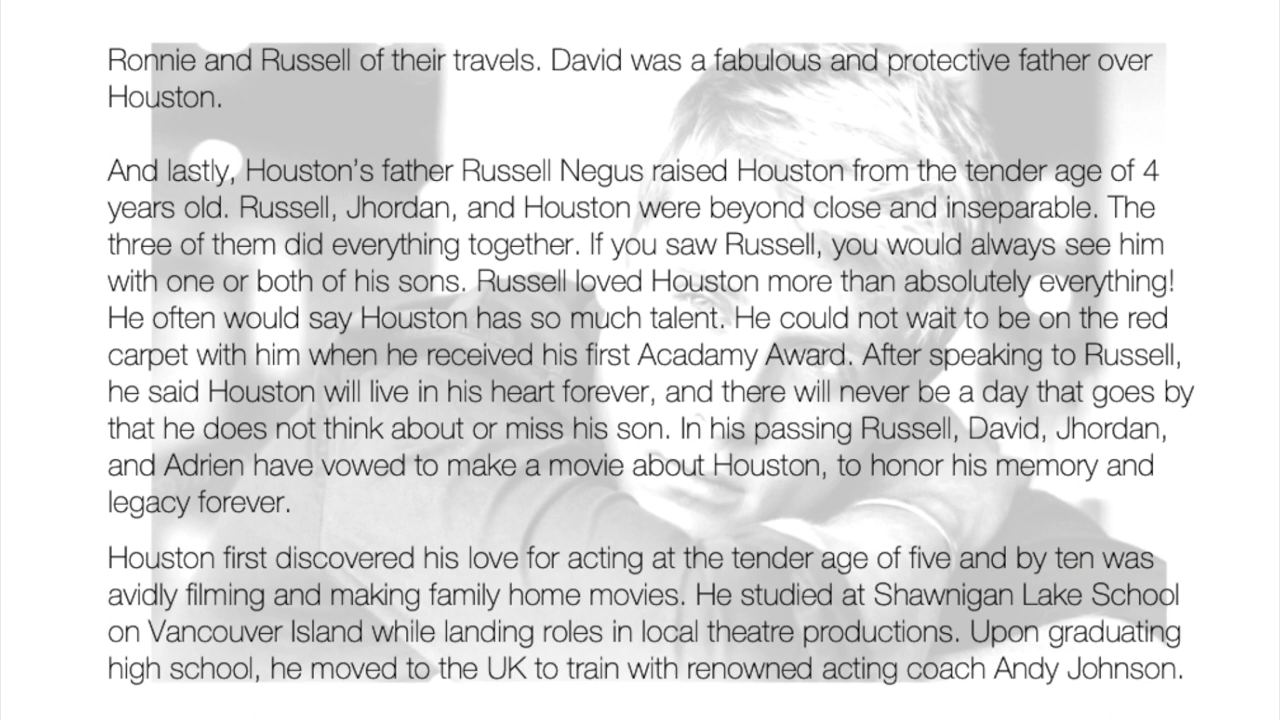 Ronnie and Russell of their travels. David was a fabulous and protective father over
Houston.
And lastly, Houston's father Russell Negus raised Houston from the tender age of 4
years old. Russell, Jhordan, and Houston were beyond close and inseparable. The
three of them did everything together. If you saw Russell, you would always see him
with one or both of his sons. Russell loved Houston more than absolutely everything!
He often would say Houston has so much talent. He could not wait to be on the red
carpet with him when he received his first Acadamy Award. After speaking to Russell,
he said Houston will live in his heart forever, and there will never be a day that goes by
that he does not think about or miss his son. In his passing Russell, David, Jhordan,
and Adrien have vowed to make a movie about Houston, to honor his memory and
legacy forever.
Houston first discovered his love for acting at the tender age of five and by ten was
avidly filming and making family home movies. He studied at Shawnigan Lake School
on Vancouver Island while landing roles in local theatre productions. Upon graduating
high school, he moved to the UK to train with renowned acting coach Andy Johnson.